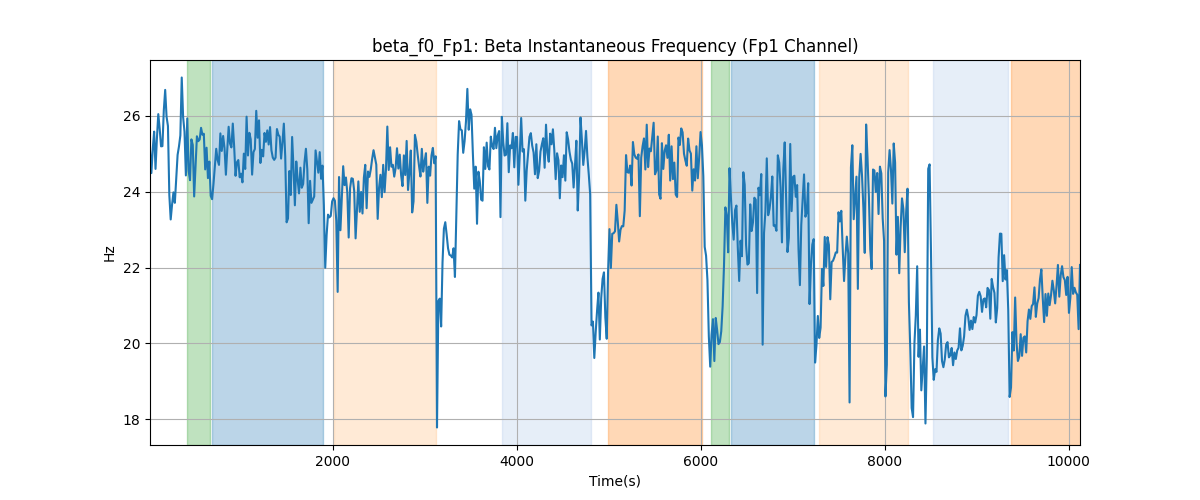 beta_f0_Fp1: Beta Instantaneous Frequency (Fp1 Channel)
26
24
22
20
18
Hz
2000 4000 6000 8000 10000
Time(s)